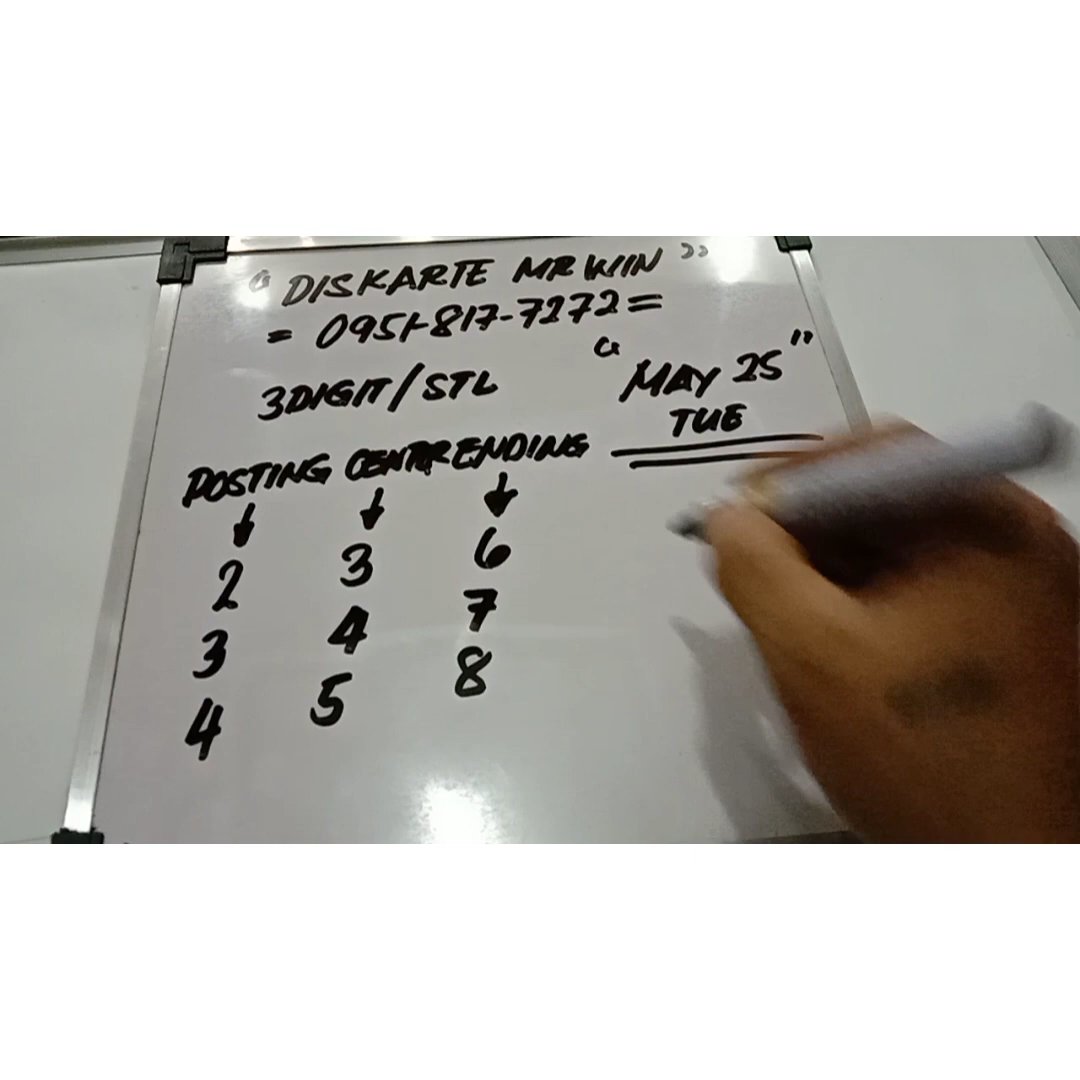 "DISKARTE MR WIN"
= 0951-817-7272 =
3DIGIT/STL
"MAY 25"
TUE
POSTING CENTER ENDING
2 3 6
3 4 7
4 5 8